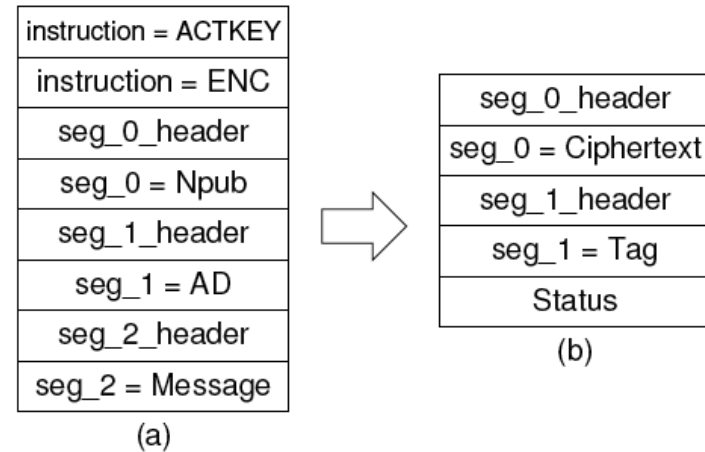 instruction = ACTKEY
instruction = ENC
seg_0_header
seg_0 = Npub
seg_1_header
seg_1 = AD
seg_2_header
seg_2 = Message
(a)
seg_0_header
seg_0 = Ciphertext
seg_1_header
seg_1 = Tag
Status
(b)